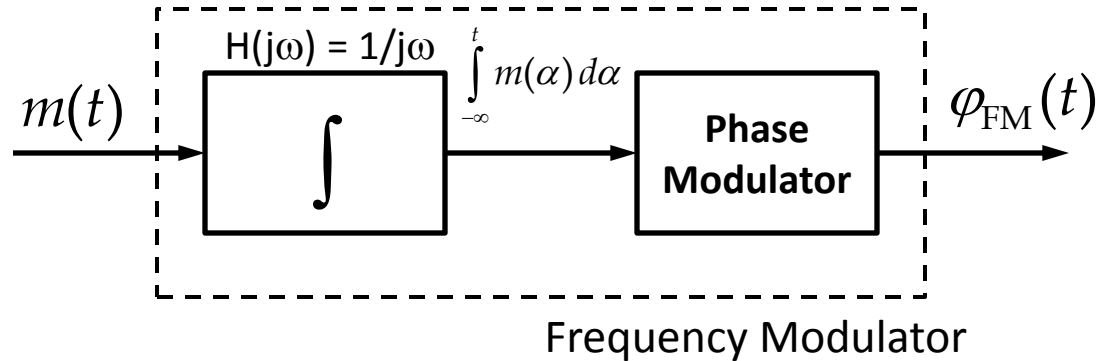 H(jω) = 1/jω
∫_{-∞}^{t} m(α) dα
m(t)
∫
Phase
Modulator
φ_FM(t)
Frequency Modulator